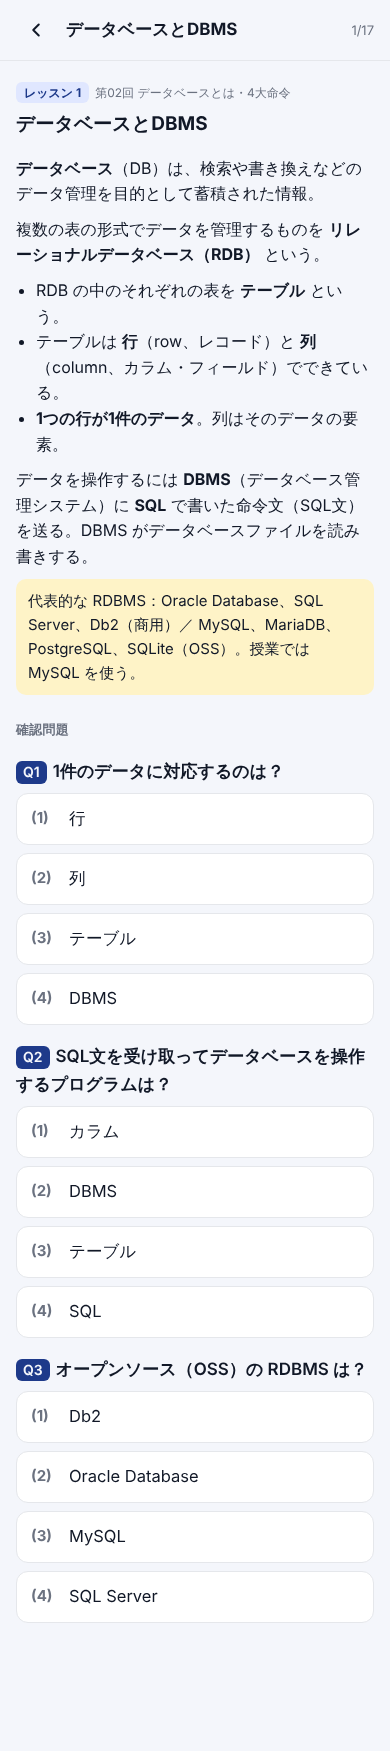 データベースとDBMS
1/17
レッスン 1 第02回 データベースとは・4大命令
データベースとDBMS
データベース（DB）は、検索や書き換えなどの
データ管理を目的として蓄積された情報。
複数の表の形式でデータを管理するものを リレ
ーショナルデータベース（RDB） という。
• RDB の中のそれぞれの表を テーブル とい
う。
• テーブルは 行（row、レコード）と 列
（column、カラム・フィールド）でできてい
る。
• 1つの行が1件のデータ。列はそのデータの要
素。
データを操作するには DBMS（データベース管
理システム）に SQL で書いた命令文（SQL文）
を送る。DBMS がデータベースファイルを読み
書きする。
代表的な RDBMS：Oracle Database、SQL
Server、Db2（商用）／ MySQL、MariaDB、
PostgreSQL、SQLite（OSS）。授業では
MySQL を使う。
確認問題
Q1 1件のデータに対応するのは？
(1) 行
(2) 列
(3) テーブル
(4) DBMS
Q2 SQL文を受け取ってデータベースを操作
するプログラムは？
(1) カラム
(2) DBMS
(3) テーブル
(4) SQL
Q3 オープンソース（OSS）の RDBMS は？
(1) Db2
(2) Oracle Database
(3) MySQL
(4) SQL Server